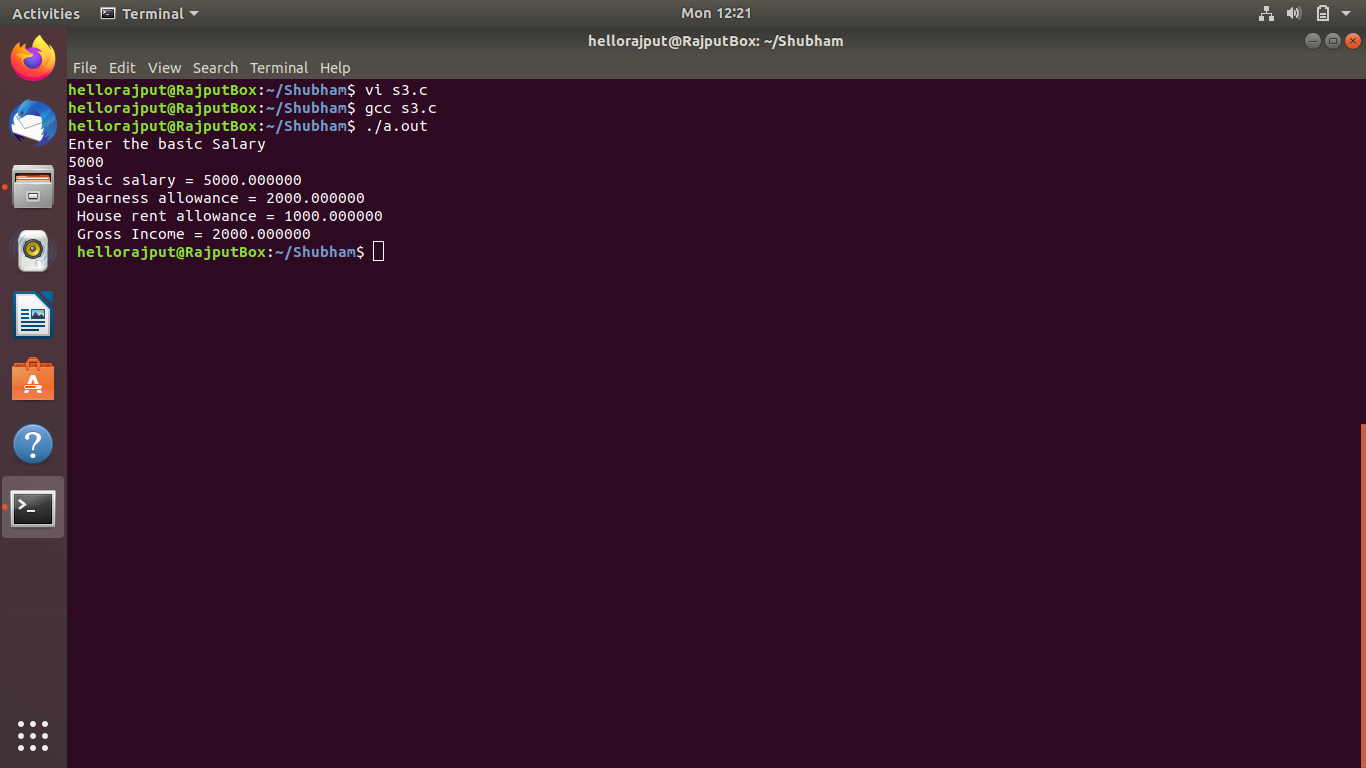 Activities Terminal Mon 12:21
hellorajput@RajputBox: ~/Shubham
File Edit View Search Terminal Help
hellorajput@RajputBox:~/Shubham$ vi s3.c
hellorajput@RajputBox:~/Shubham$ gcc s3.c
hellorajput@RajputBox:~/Shubham$ ./a.out
Enter the basic Salary
5000
Basic salary = 5000.000000
Dearness allowance = 2000.000000
House rent allowance = 1000.000000
Gross Income = 2000.000000
hellorajput@RajputBox:~/Shubham$